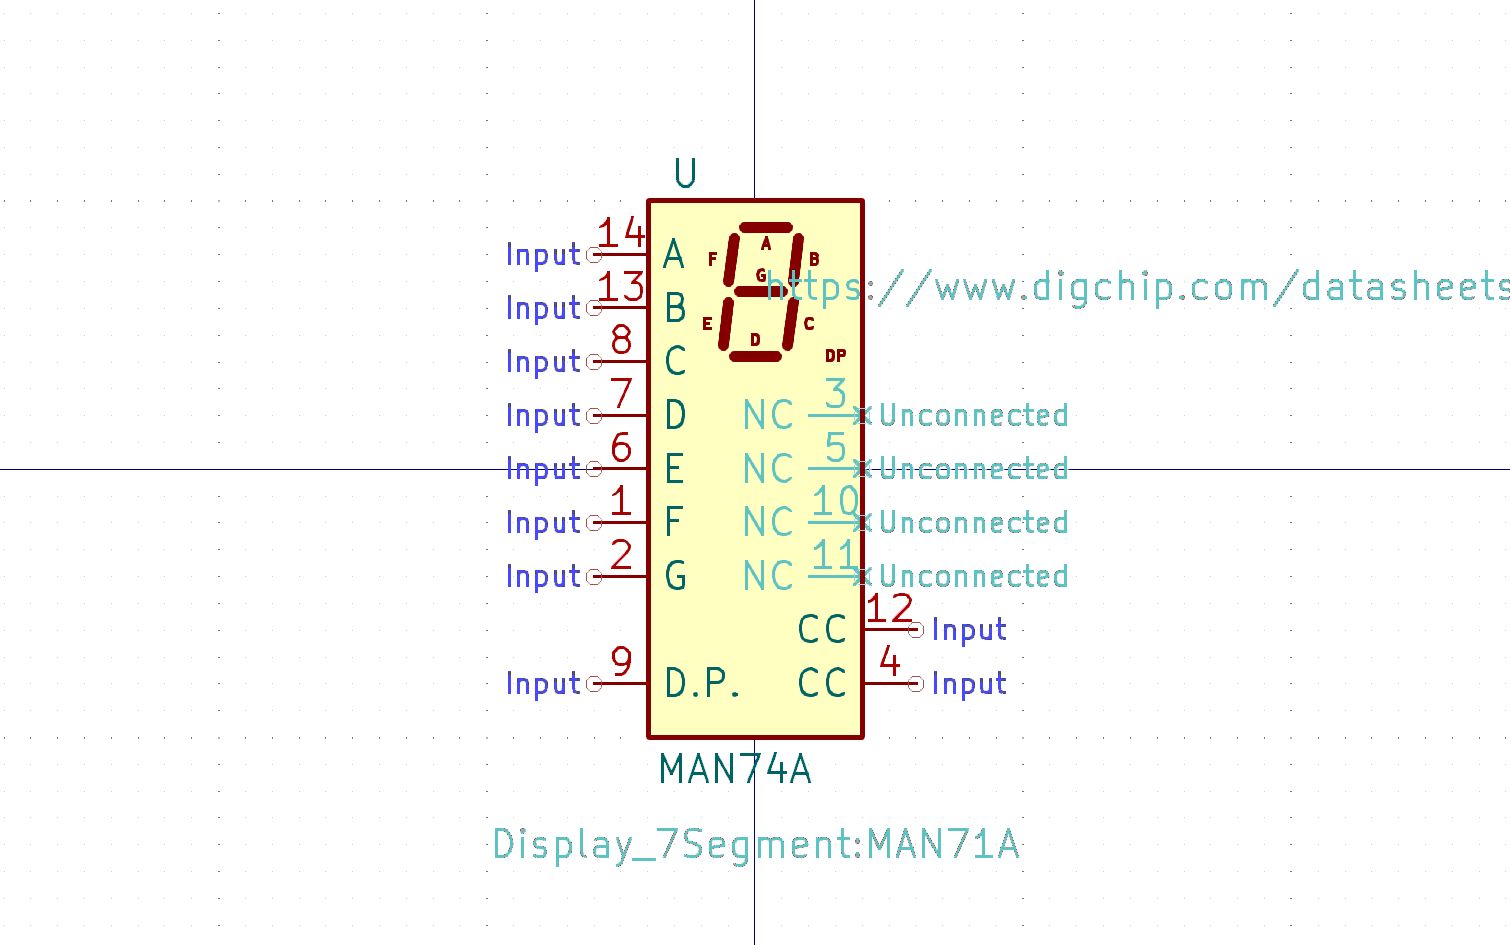 U
14
Input
A
A
F
B
G
https://www.digchip.com/datasheets
13
Input
B
E
C
D
8
Input
C
DP
7
Input
D
NC
3
Unconnected
6
Input
E
NC
5
Unconnected
1
Input
F
NC
10
Unconnected
2
Input
G
NC
11
Unconnected
CC
12
Input
9
Input
D.P.
CC
4
Input
MAN74A
Display_7Segment:MAN71A